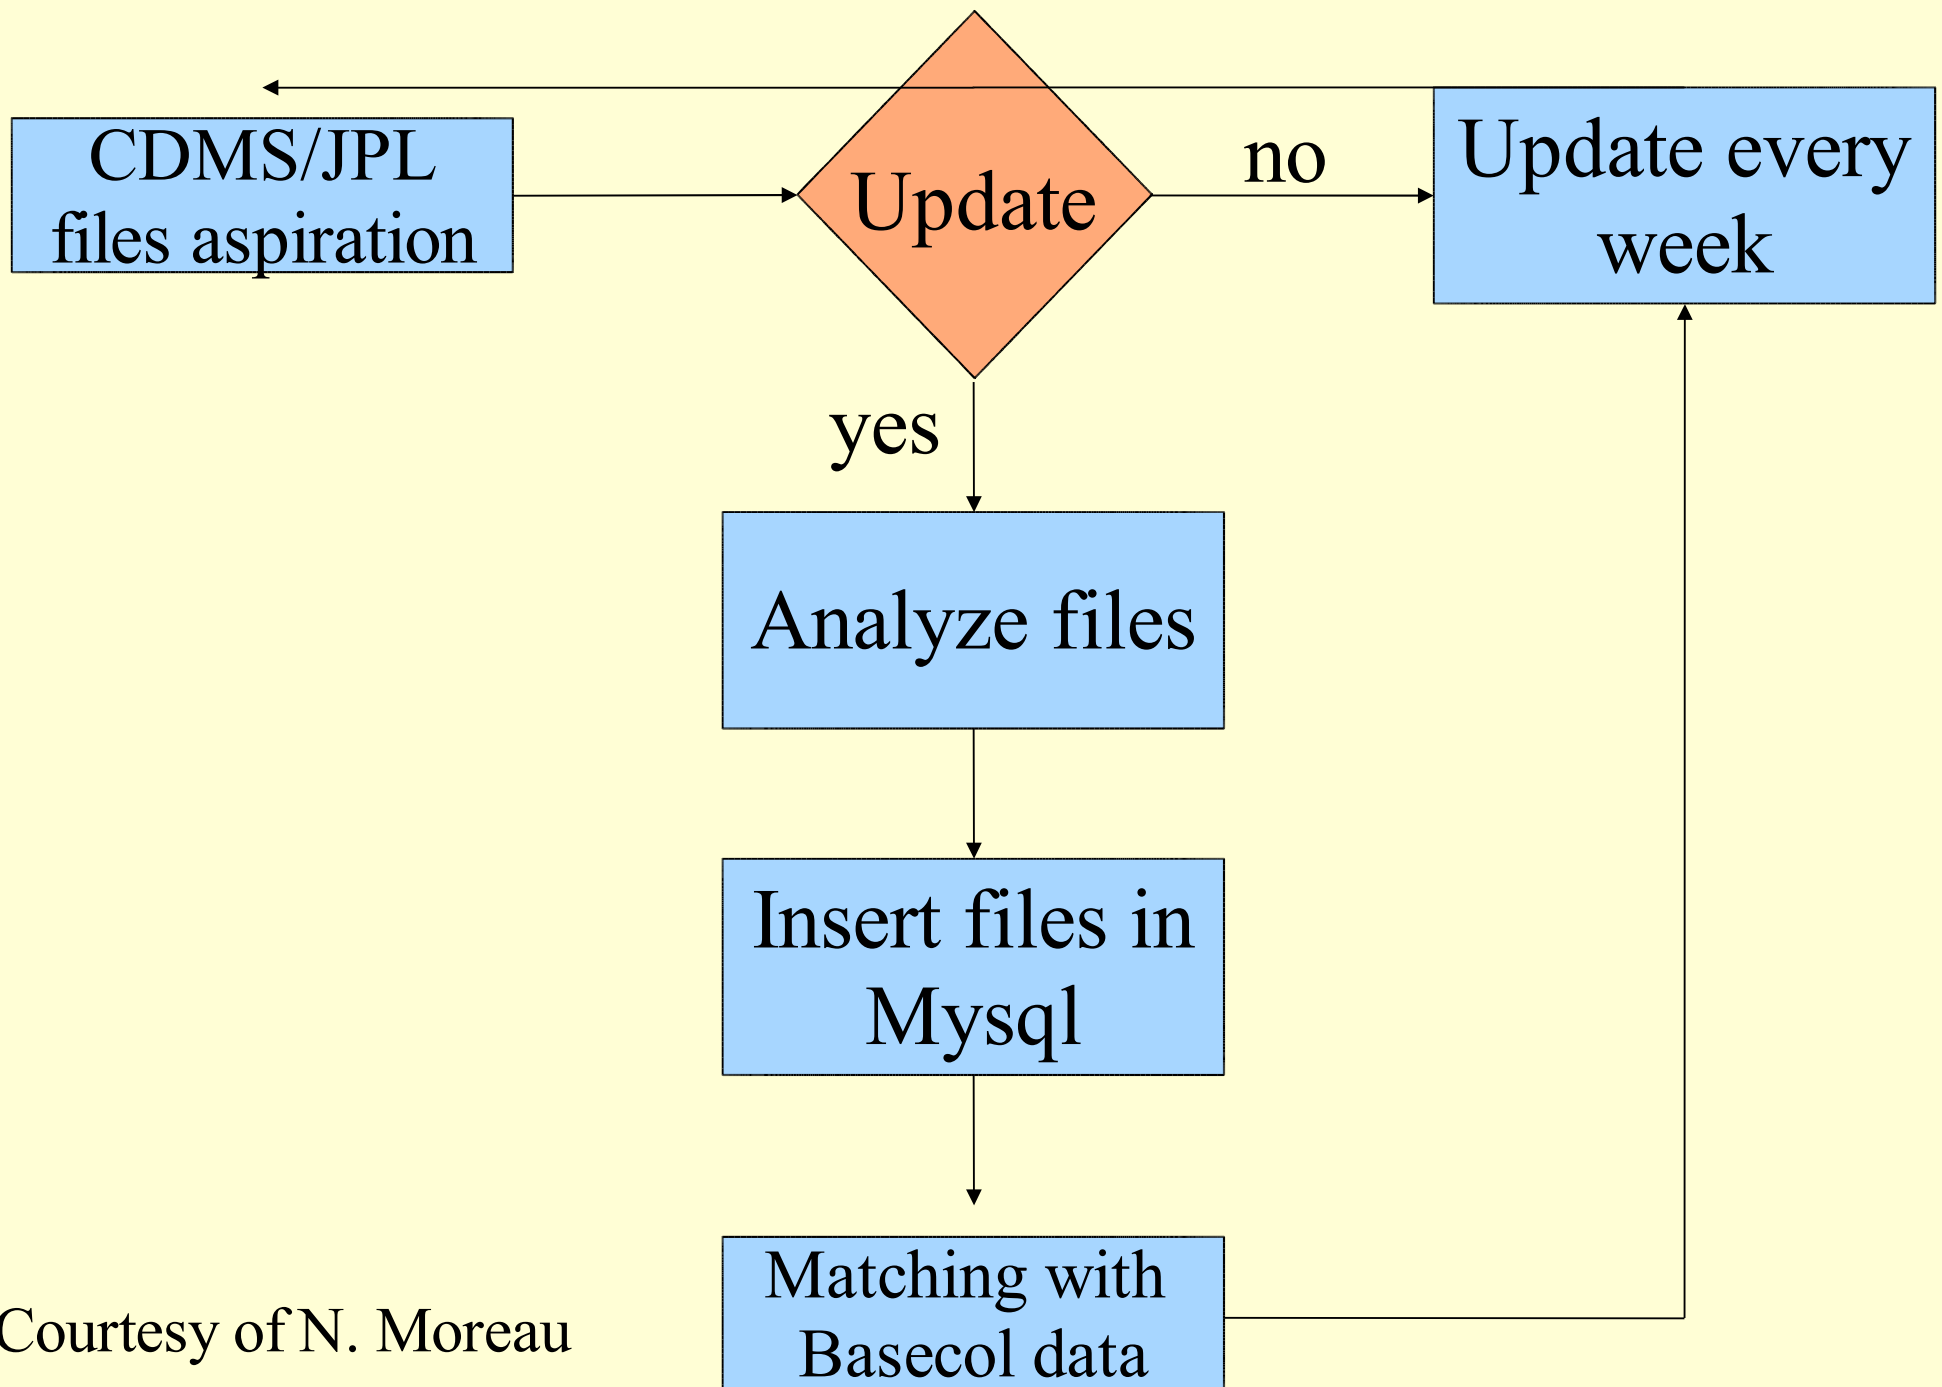 CDMS/JPL
files aspiration
Update
no
Update every
week
yes
Analyze files
Insert files in
Mysql
Matching with
Basecol data
Courtesy of N. Moreau